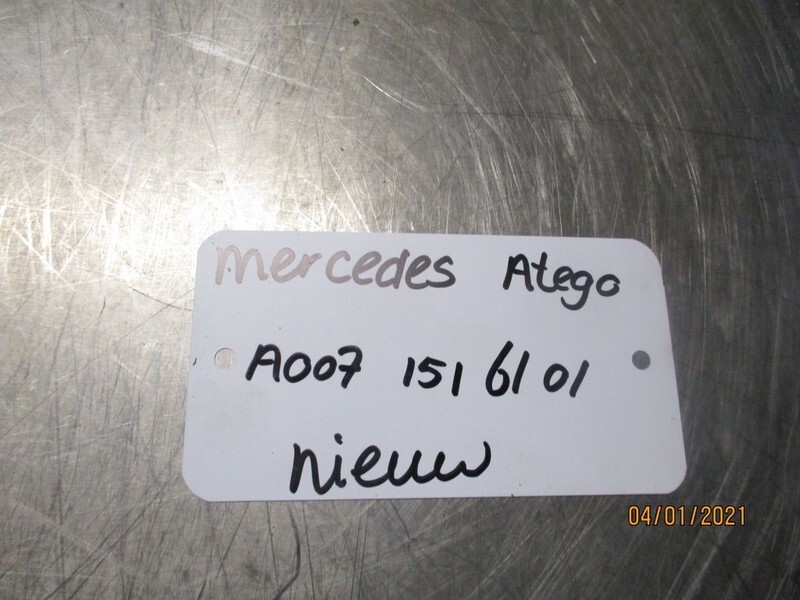 mercedes Atego
A007 151 61 01
nieuw
04/01/2021